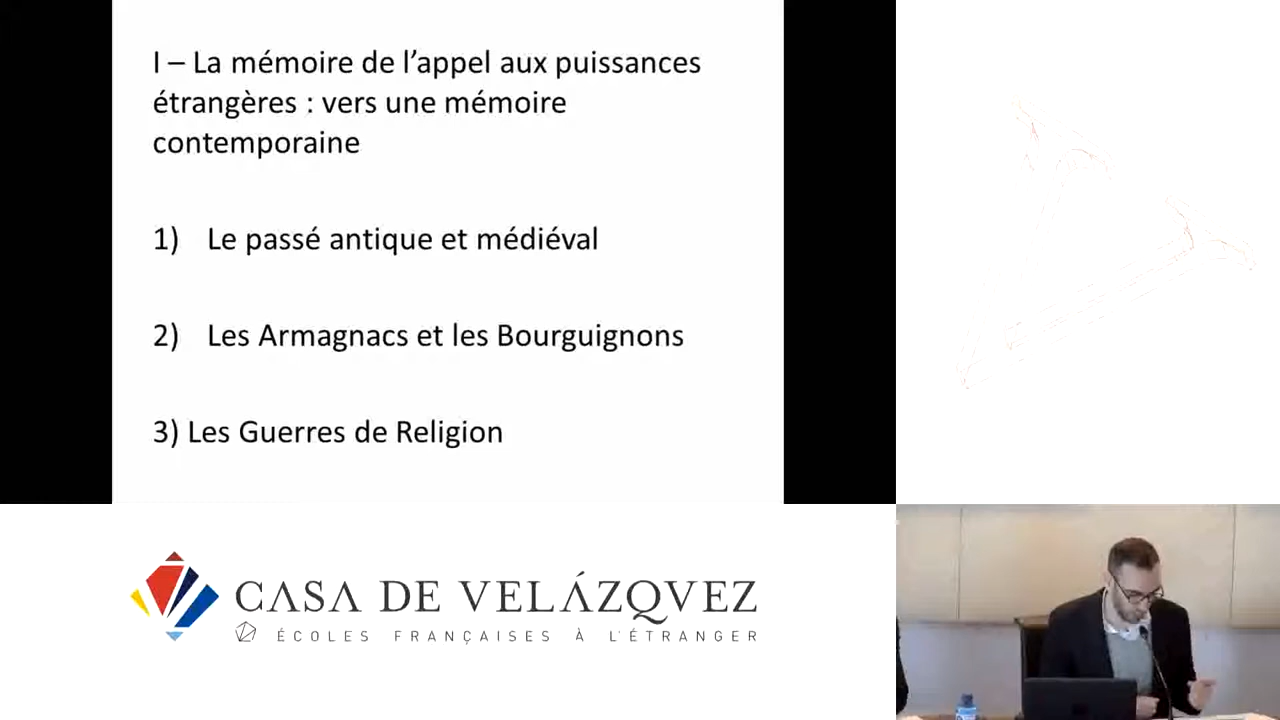 I – La mémoire de l’appel aux puissances
étrangères : vers une mémoire
contemporaine
1) Le passé antique et médiéval
2) Les Armagnacs et les Bourguignons
3) Les Guerres de Religion
CASA DE VELÁZQVEZ
ÉCOLES FRANÇAISES À L'ÉTRANGER